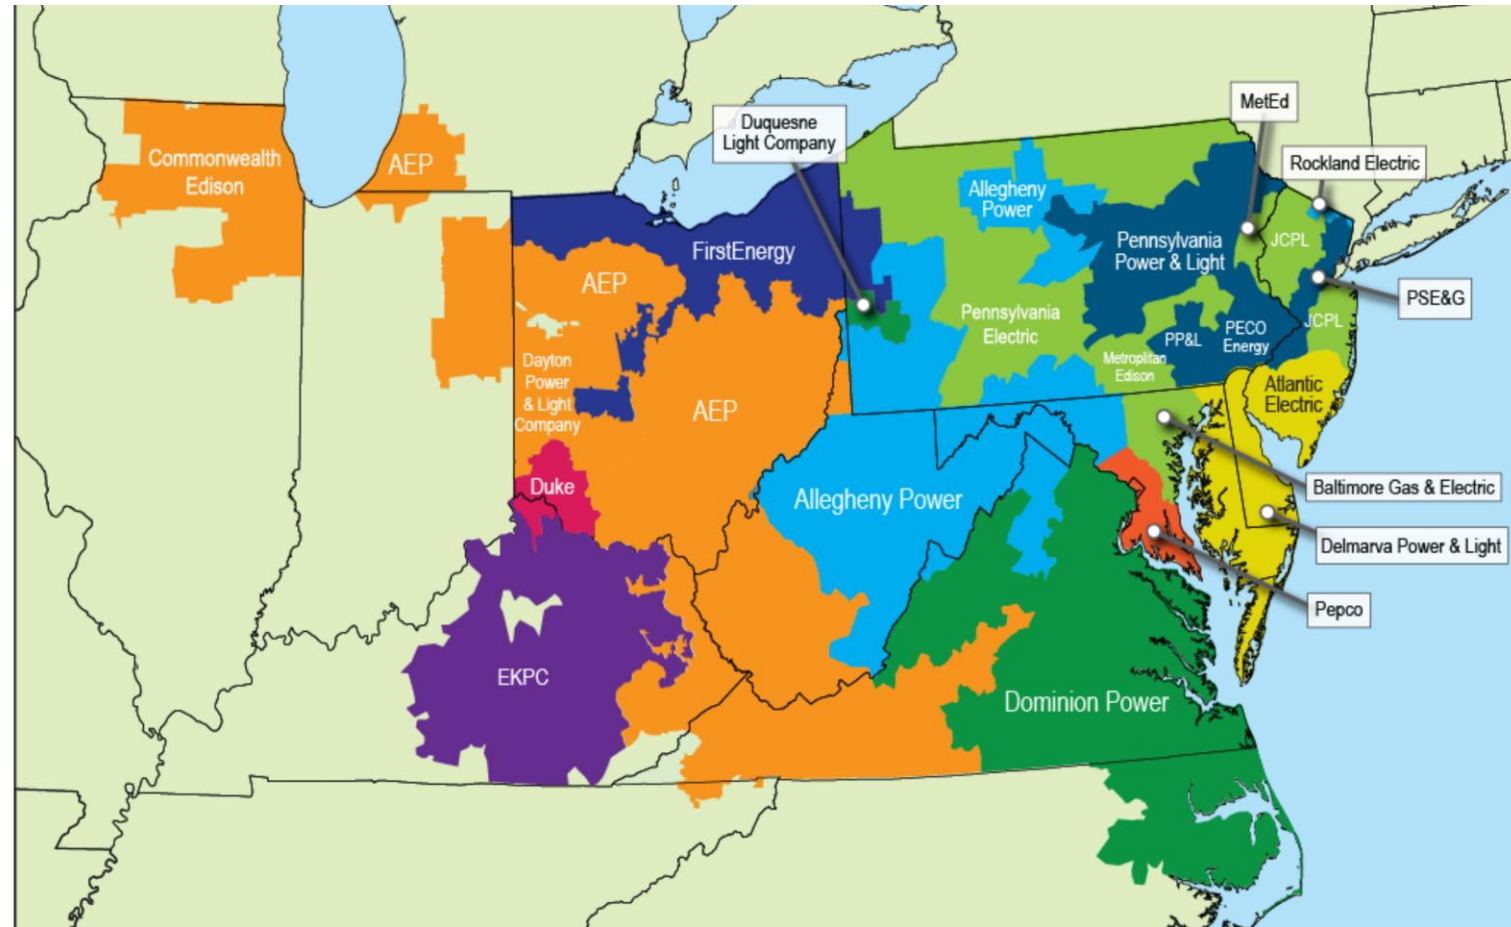 MetEd
Duquesne
Light Company
Rockland Electric
Commonwealth
Edison
AEP
Allegheny
Power
FirstEnergy
Pennsylvania
Power & Light
JCPL
AEP
PSE&G
Pennsylvania
Electric
JCPL
PP&L
PECO
Energy
Metroplitan
Edison
Dayton
Power
& Light
Company
AEP
Atlantic
Electric
Duke
Allegheny Power
Baltimore Gas & Electric
Delmarva Power & Light
Pepco
EKPC
Dominion Power